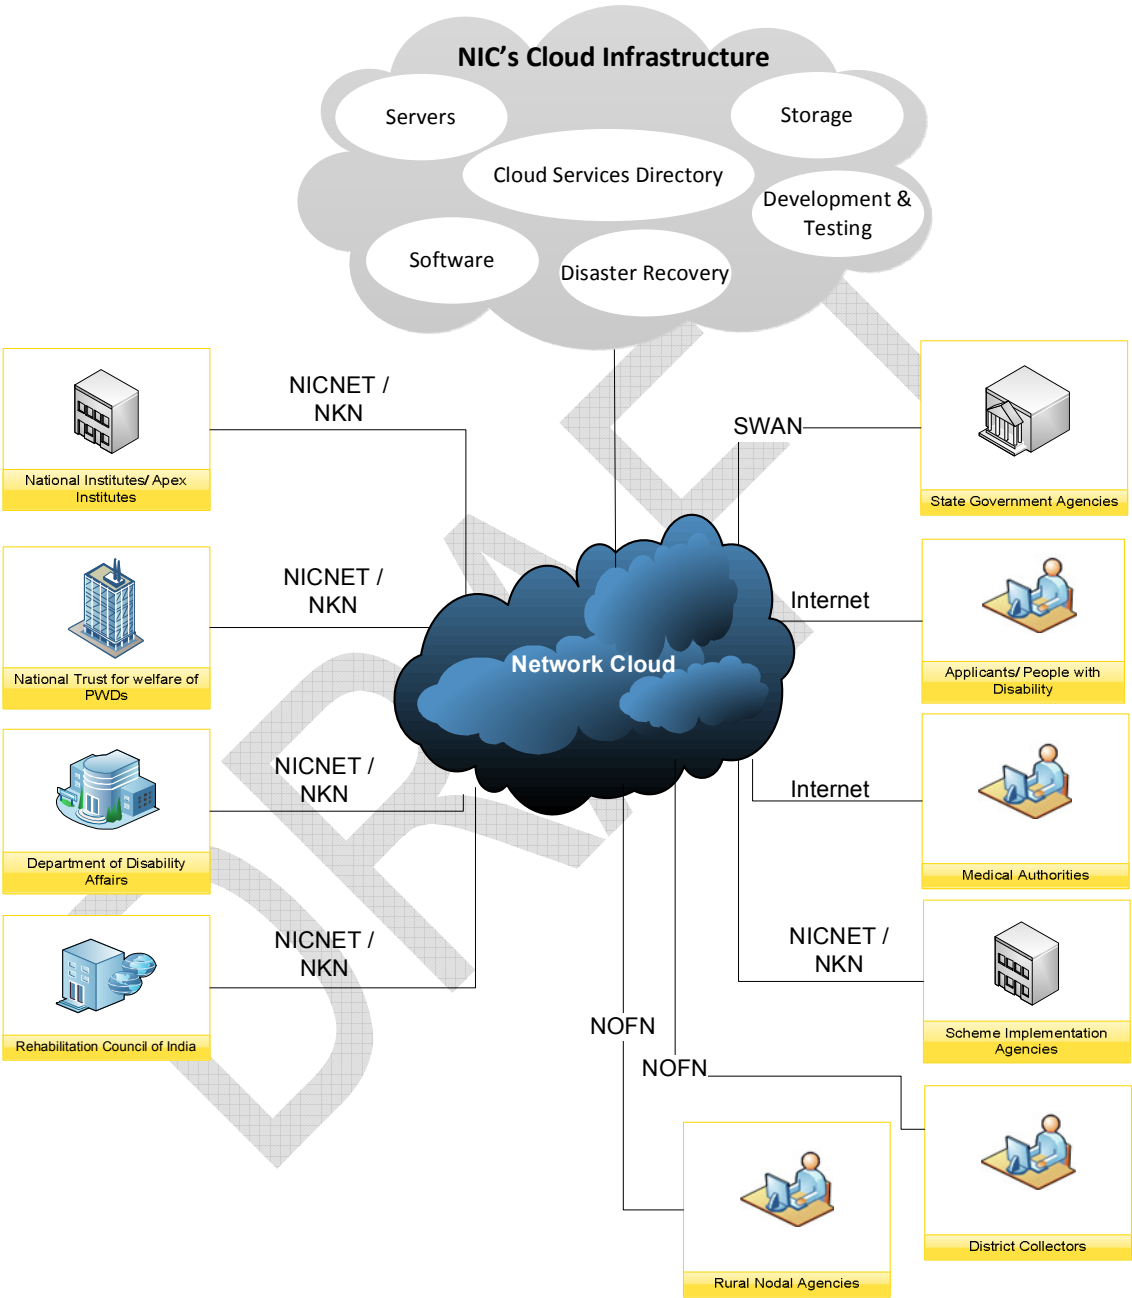 NIC's Cloud Infrastructure
Servers
Storage
Cloud Services Directory
Development &
Testing
Software
Disaster Recovery
NICNET /
NKN
National Institutes/ Apex
Institutes
SWAN
State Government Agencies
NICNET /
NKN
National Trust for welfare of
PWDs
Internet
Applicants/ People with
Disability
Network Cloud
NICNET /
NKN
Department of Disability
Affairs
Internet
Medical Authorities
NICNET /
NKN
Rehabilitation Council of India
NICNET /
NKN
Scheme Implementation
Agencies
NOFN
NOFN
District Collectors
Rural Nodal Agencies
DRAFT